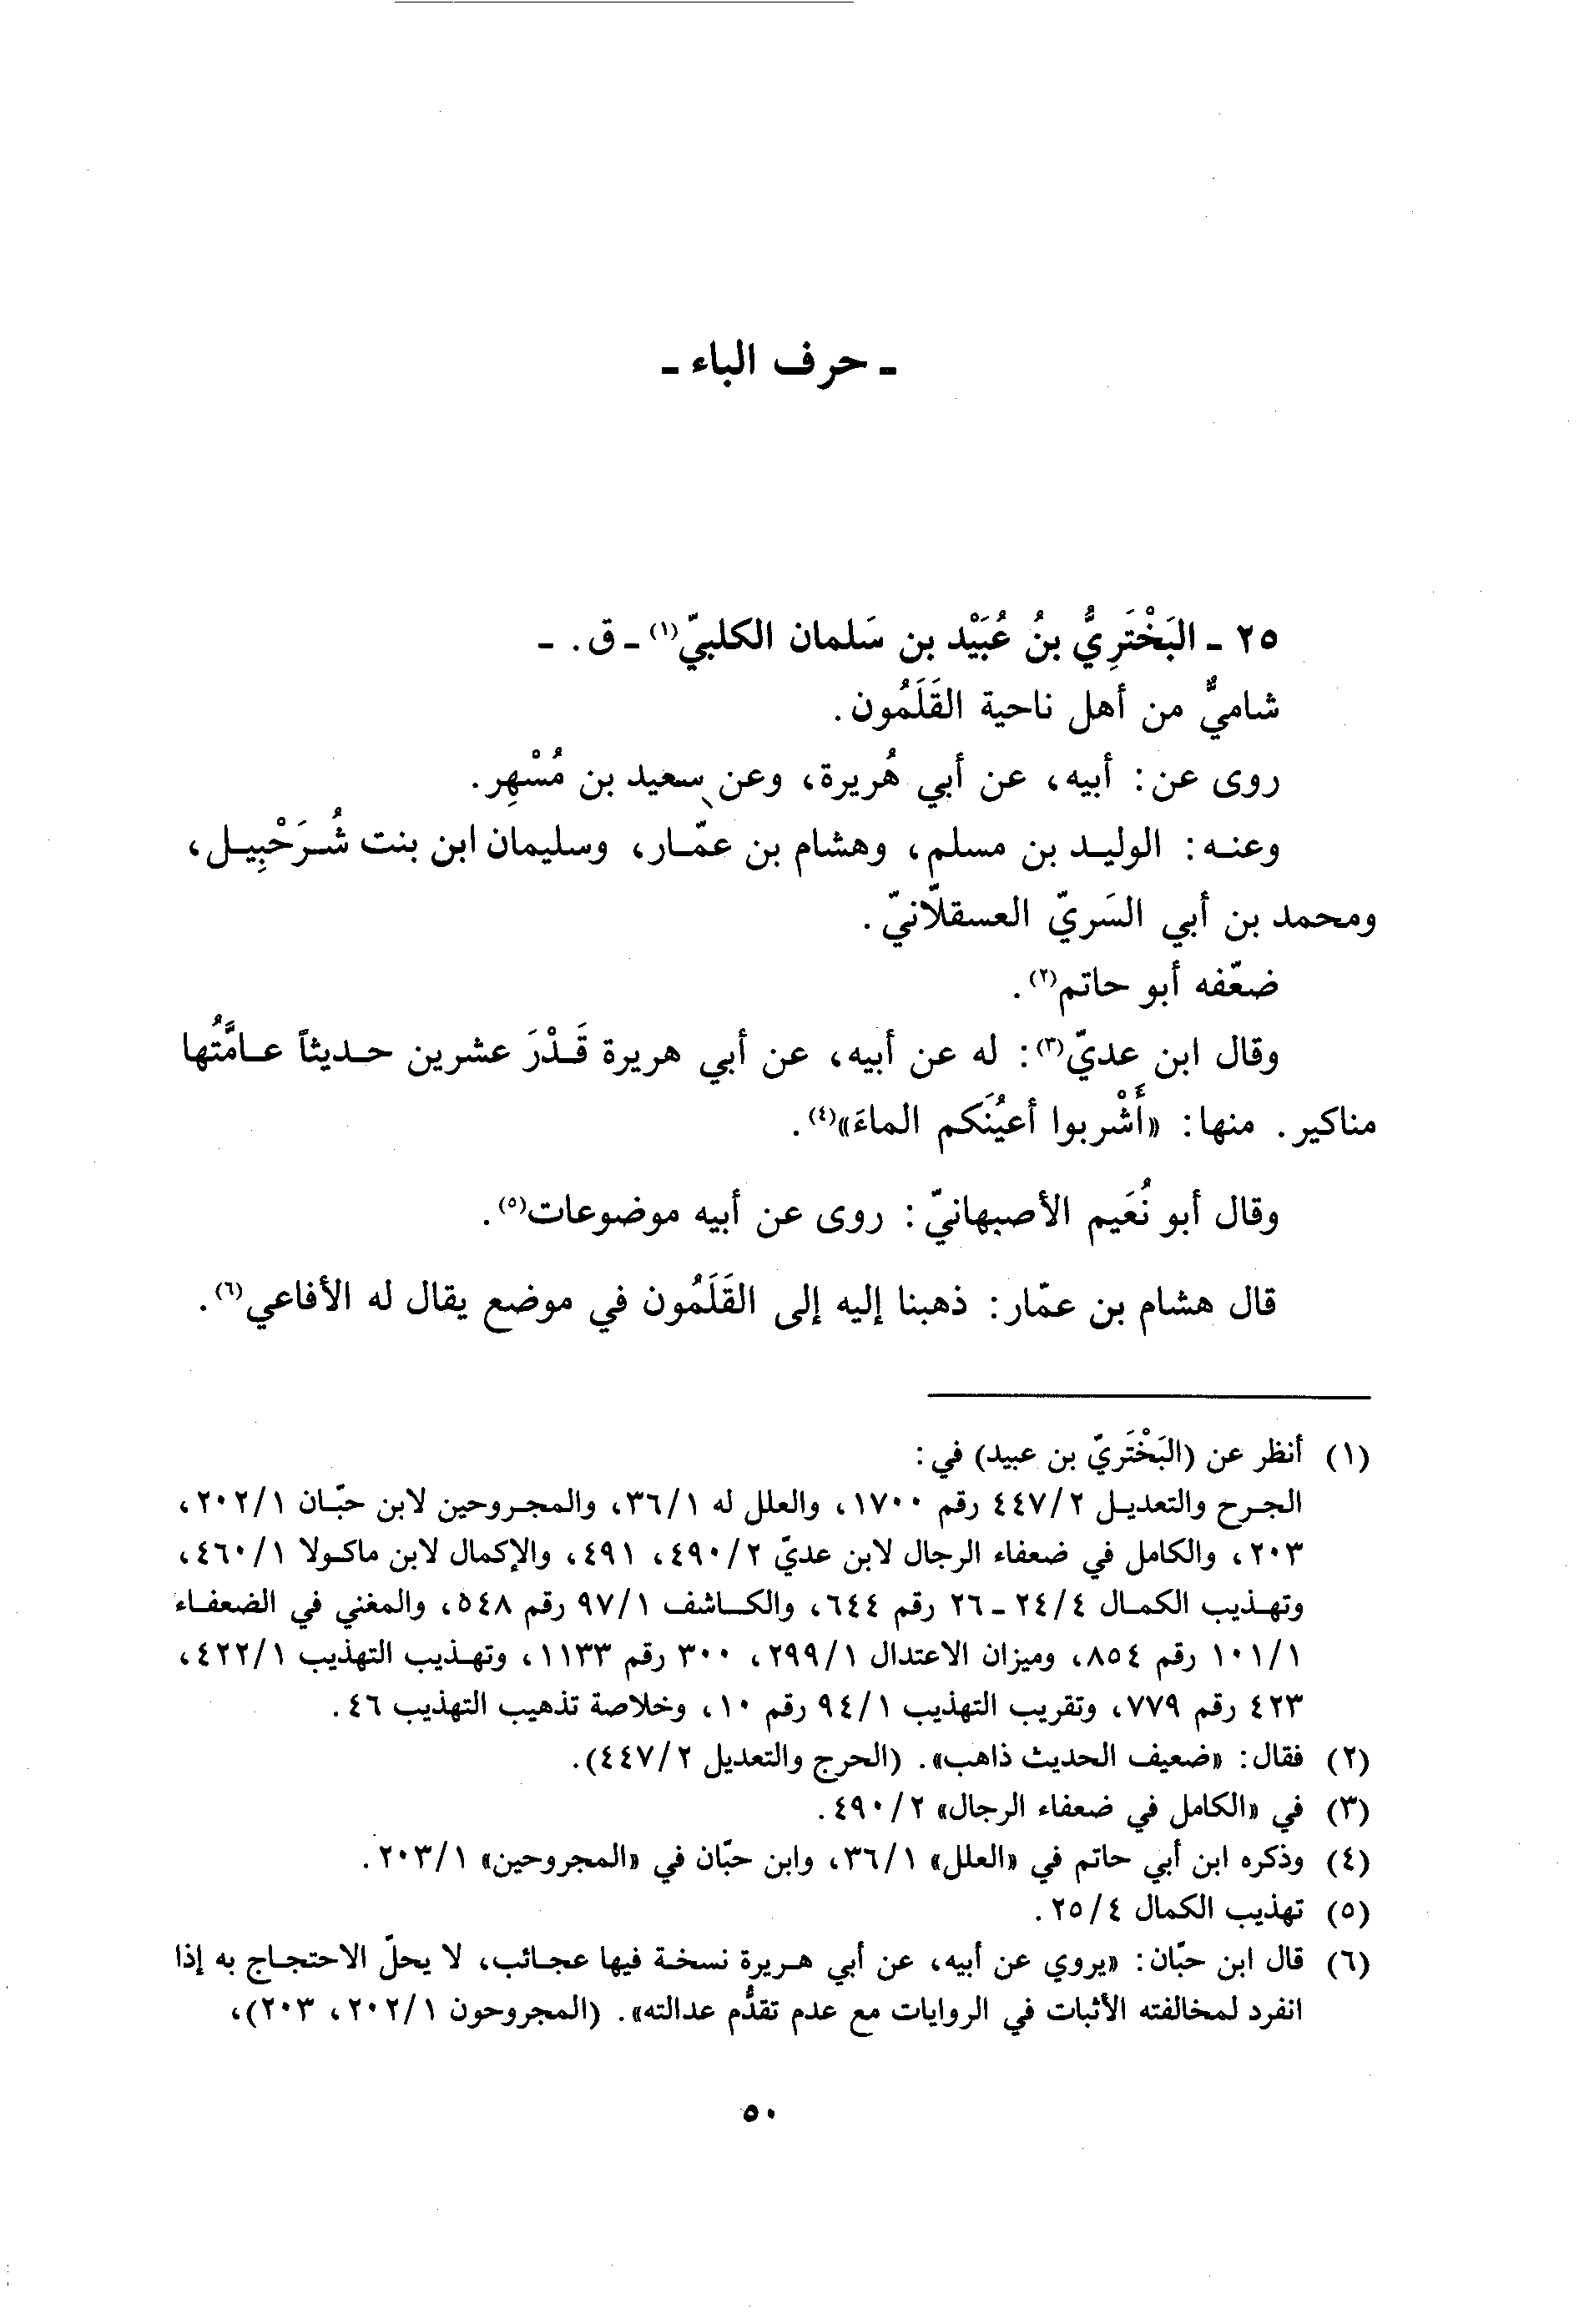 ـ حرف الباء ـ
٢٥ ـ البَخْتَرِيُّ بنُ عُبَيْد بن سَلمان الكلبيّ(١) ـ ق. ـ
شاميٌّ من أهل ناحية القَلَمُون.
روى عن: أبيه، عن أبي هُريرة، وعن سعيد بن مُسْهِر.
وعنه: الوليد بن مسلم، وهشام بن عمّار، وسليمان ابن بنت شُرَحْبِيل،
ومحمد بن أبي السَريّ العسقلّانيّ.
ضعّفه أبو حاتم(٢).
وقال ابن عديّ(٣): له عن أبيه، عن أبي هريرة قَدْرَ عشرين حديثاً عامَّتُها
مناكير. منها: «أَشْربوا أعيُنَكم الماءَ»(٤).
وقال أبو نُعَيم الأصبهانيّ: روى عن أبيه موضوعات(٥).
قال هشام بن عمّار: ذهبنا إليه إلى القَلَمُون في موضع يقال له الأفاعي(٦).
(١) أنظر عن (البَخْتَريّ بن عبيد) في:
الجرح والتعديل ٤٤٧/٢ رقم ١٧٠٠، والعلل له ٣٦/١، والمجروحين لابن حبّان ٢٠٢/١،
٢٠٣، والكامل في ضعفاء الرجال لابن عديّ ٤٩٠/٢، ٤٩١، والإكمال لابن ماكولا ٤٦٠/١،
وتهذيب الكمال ٢٤/٤ ـ ٢٦ رقم ٦٤٤، والكاشف ٩٧/١ رقم ٥٤٨، والمغني في الضعفاء
١٠١/١ رقم ٨٥٤، وميزان الاعتدال ٢٩٩/١، ٣٠٠ رقم ١١٣٣، وتهذيب التهذيب ٤٢٢/١،
٤٢٣ رقم ٧٧٩، وتقريب التهذيب ٩٤/١ رقم ١٠، وخلاصة تذهيب التهذيب ٤٦.
(٢) فقال: «ضعيف الحديث ذاهب». (الحرج والتعديل ٤٤٧/٢).
(٣) في «الكامل في ضعفاء الرجال» ٤٩٠/٢.
(٤) وذكره ابن أبي حاتم في «العلل» ٣٦/١، وابن حبّان في «المجروحين» ٢٠٣/١.
(٥) تهذيب الكمال ٢٥/٤.
(٦) قال ابن حبّان: «يروي عن أبيه، عن أبي هريرة نسخة فيها عجائب، لا يحلّ الاحتجاج به إذا
انفرد لمخالفته الأثبات في الروايات مع عدم تقدُّم عدالته». (المجروحون ٢٠٢/١، ٢٠٣)،
٥٠